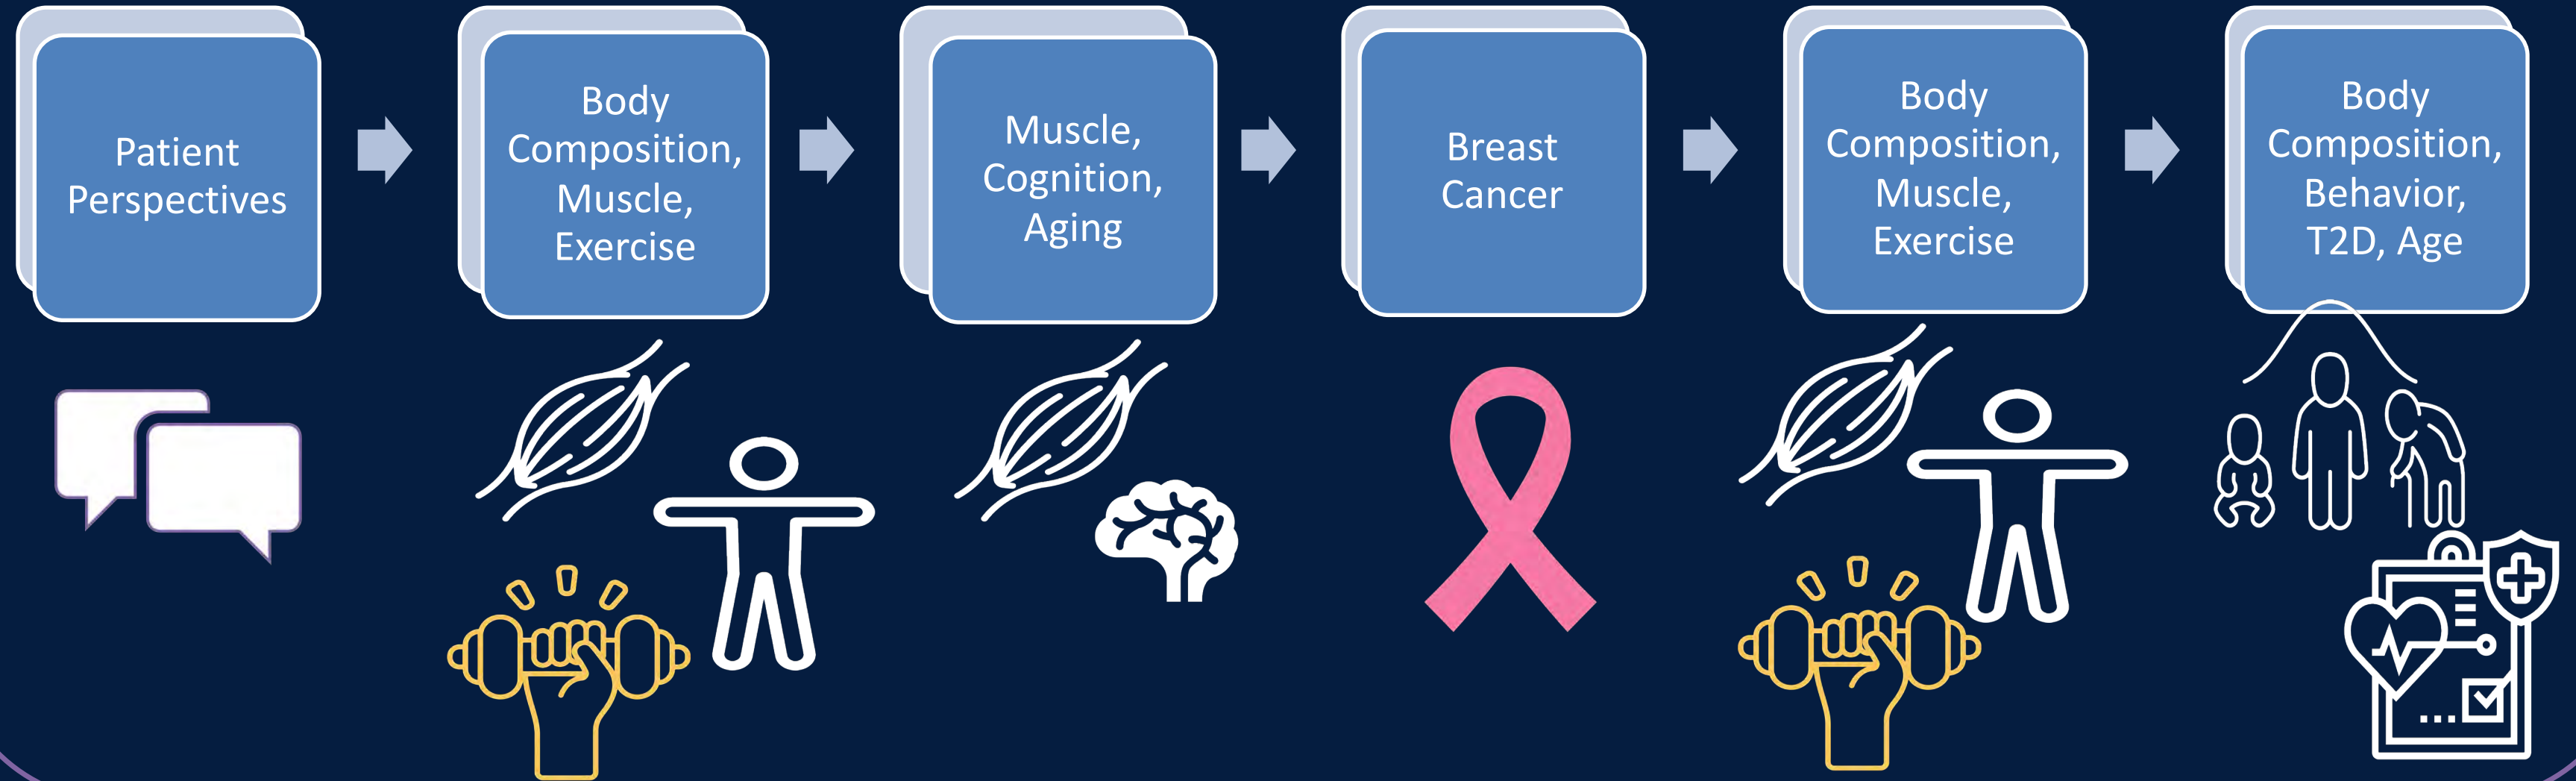 Patient
Perspectives
Body
Composition,
Muscle,
Exercise
Muscle,
Cognition,
Aging
Breast
Cancer
Body
Composition,
Muscle,
Exercise
Body
Composition,
Behavior,
T2D, Age